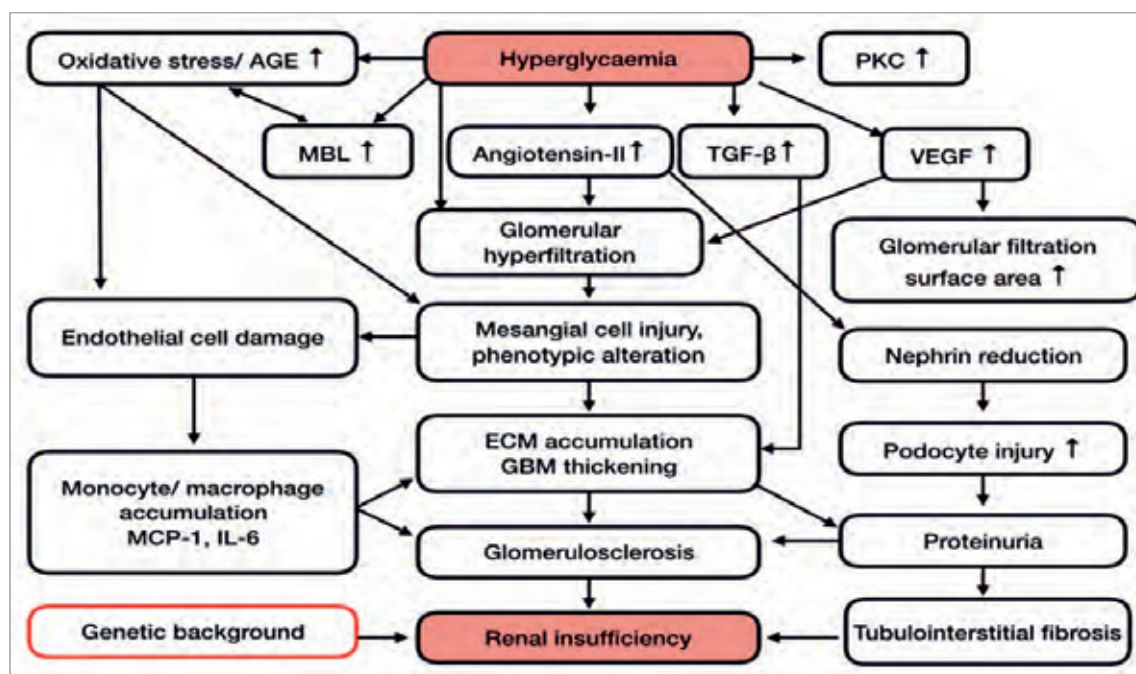 Oxidative stress/ AGE ↑
Hyperglycaemia
PKC ↑
MBL ↑
Angiotensin-II ↑
TGF-β ↑
VEGF ↑
Glomerular
hyperfiltration
Glomerular filtration
surface area ↑
Endothelial cell damage
Mesangial cell injury,
phenotypic alteration
Nephrin reduction
ECM accumulation
GBM thickening
Podocyte injury ↑
Monocyte/ macrophage
accumulation
MCP-1, IL-6
Glomerulosclerosis
Proteinuria
Genetic background
Renal insufficiency
Tubulointerstitial fibrosis